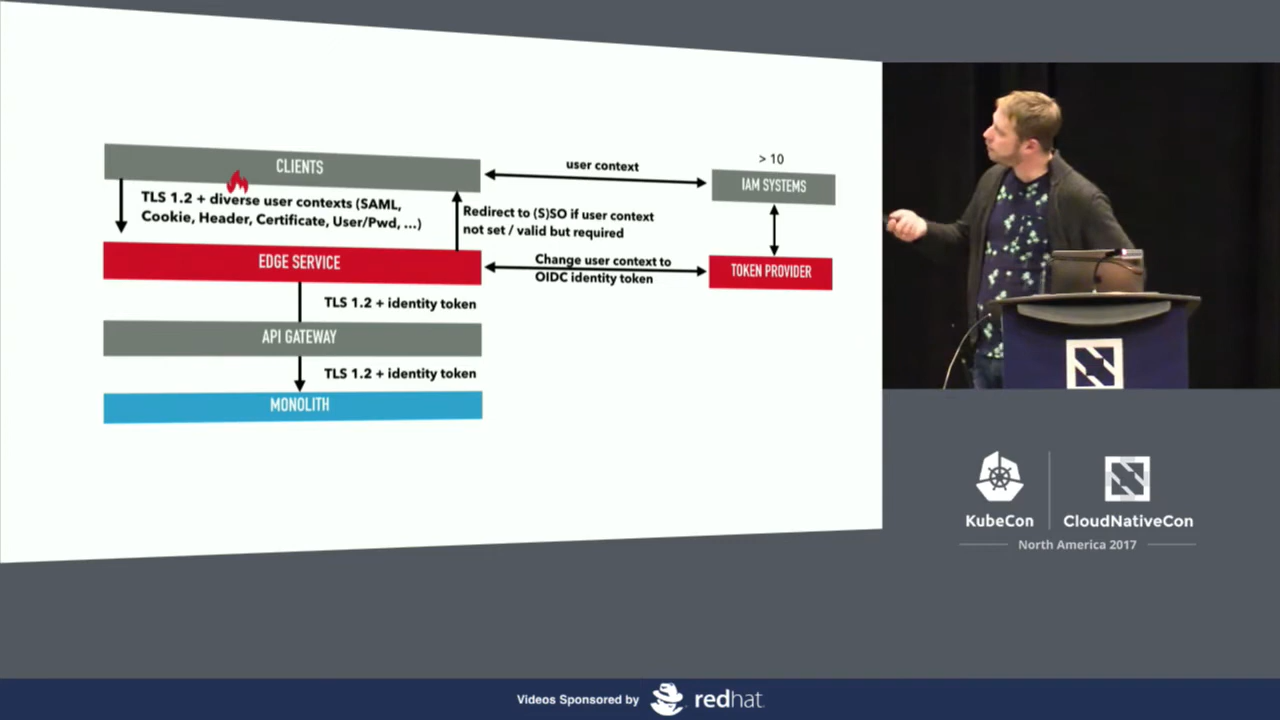 CLIENTS
user context
> 10
IAM SYSTEMS
TLS 1.2 + diverse user contexts (SAML,
Cookie, Header, Certificate, User/Pwd, ...)
Redirect to (S)SO if user context
not set / valid but required
EDGE SERVICE
Change user context to
OIDC identity token
TOKEN PROVIDER
TLS 1.2 + identity token
API GATEWAY
TLS 1.2 + identity token
MONOLITH
KubeCon
CloudNativeCon
North America 2017
Videos Sponsored by
redhat